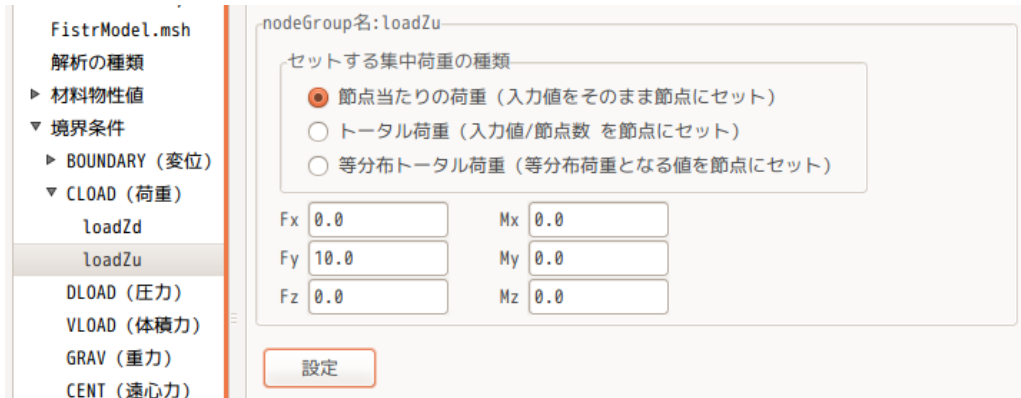 FistrModel.msh
解析の種類
材料物性値
境界条件
BOUNDARY (変位)
CLOAD (荷重)
loadZd
loadZu
DLOAD (圧力)
VLOAD (体積力)
GRAV (重力)
CENT (遠心力)
nodeGroup名:loadZu
セットする集中荷重の種類
節点当たりの荷重 (入力値をそのまま節点にセット)
トータル荷重 (入力値/節点数 を節点にセット)
等分布トータル荷重 (等分布荷重となる値を節点にセット)
Fx 0.0 Mx 0.0
Fy 10.0 My 0.0
Fz 0.0 Mz 0.0
設定